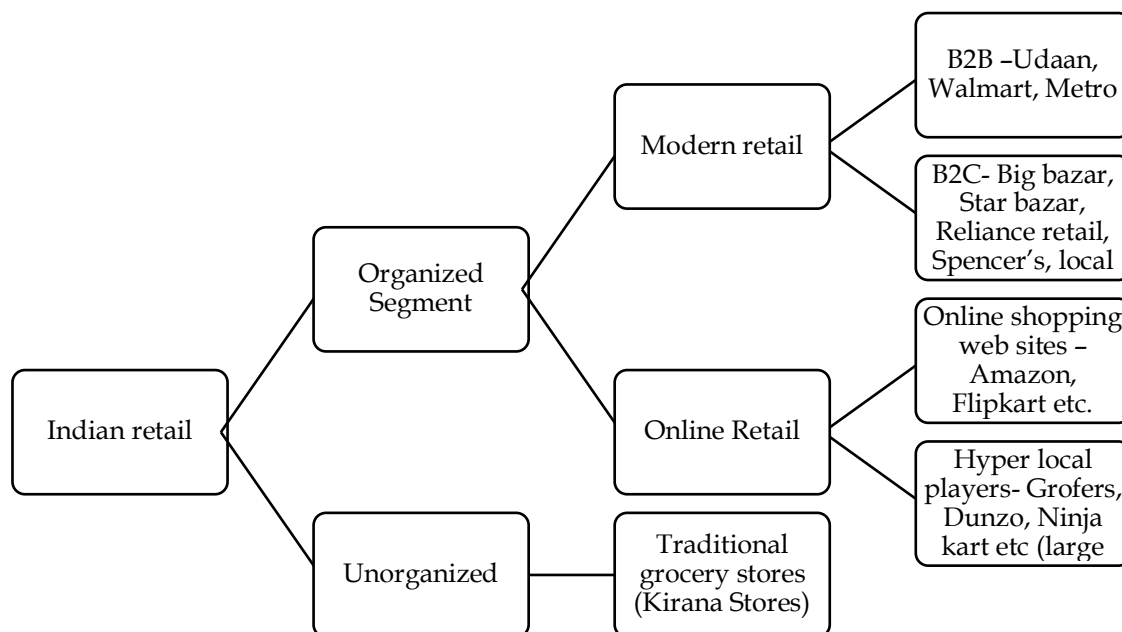 Indian retail
Organized
Segment
Unorganized
Modern retail
Online Retail
Traditional
grocery stores
(Kirana Stores)
B2B –Udaan,
Walmart, Metro
B2C- Big bazar,
Star bazar,
Reliance retail,
Spencer’s, local
Online shopping
web sites –
Amazon,
Flipkart etc.
Hyper local
players- Grofers,
Dunzo, Ninja
kart etc (large